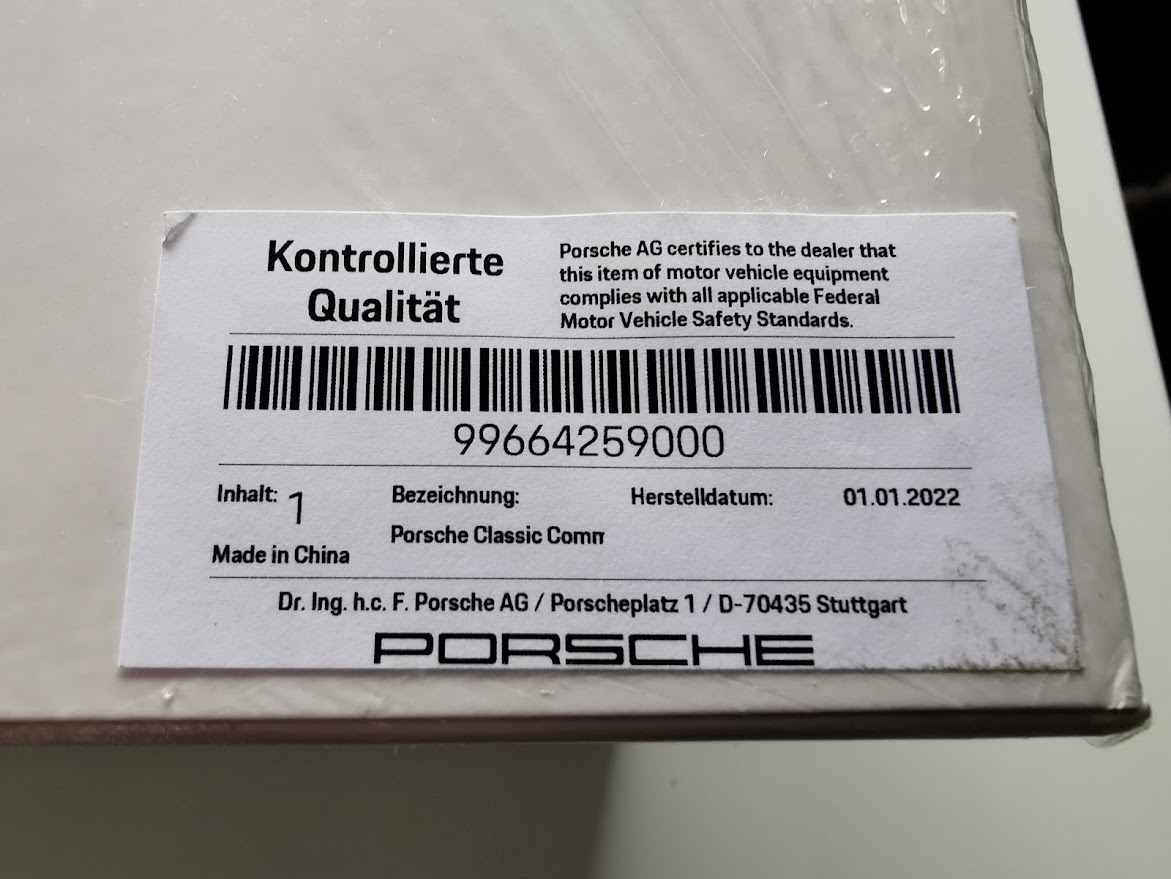 Kontrollierte
Qualität
Porsche AG certifies to the dealer that
this item of motor vehicle equipment
complies with all applicable Federal
Motor Vehicle Safety Standards.
99664259000
Inhalt: 1
Bezeichnung:
Herstelldatum: 01.01.2022
Porsche Classic Comm
Made in China
Dr. Ing. h.c. F. Porsche AG / Porscheplatz 1 / D-70435 Stuttgart
PORSCHE